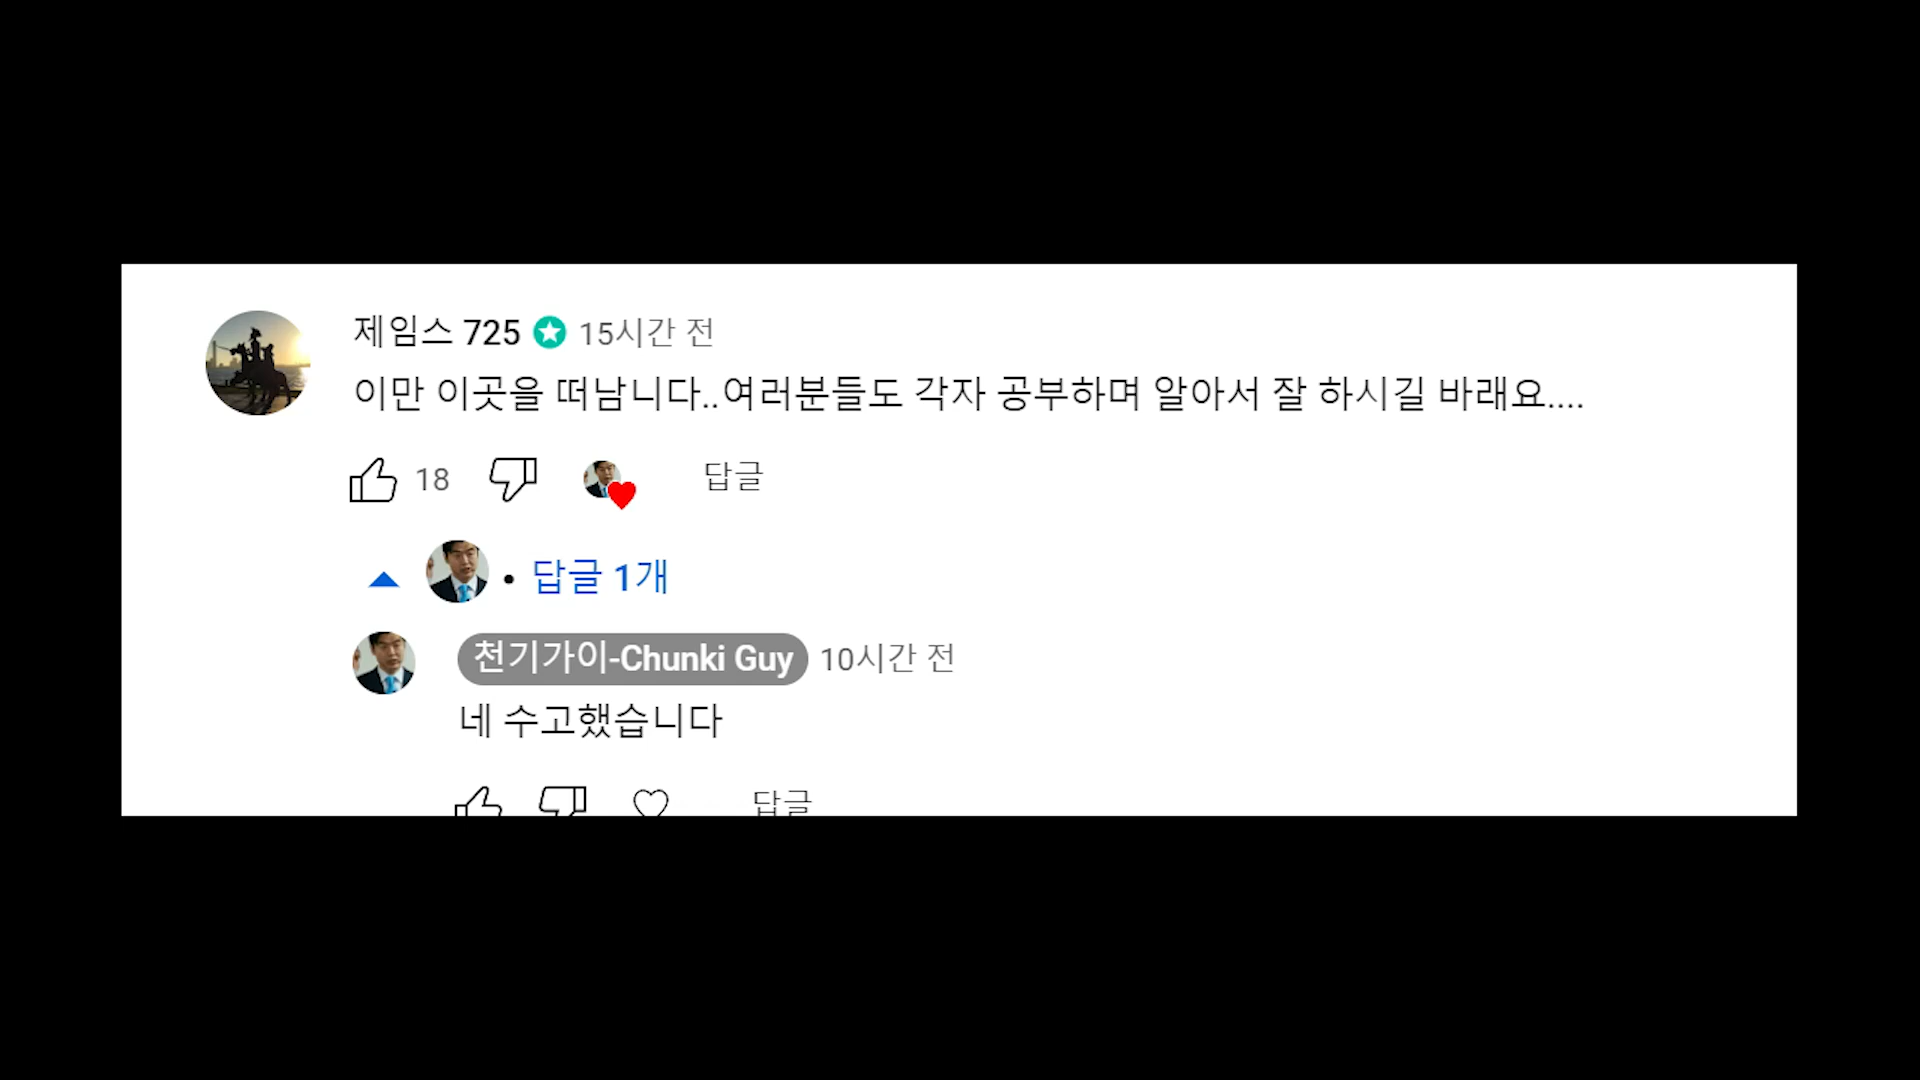 제임스 725 15시간 전
이만 이곳을 떠남니다..여러분들도 각자 공부하며 알아서 잘 하시길 바래요....
18 답글
답글 1개
천기가이-Chunki Guy 10시간 전
네 수고했습니다
답글